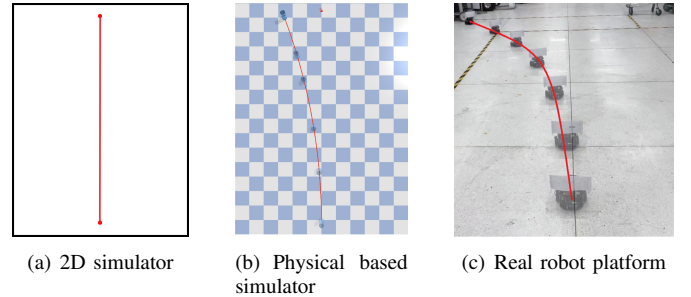 (a) 2D simulator
(b) Physical based
simulator
(c) Real robot platform